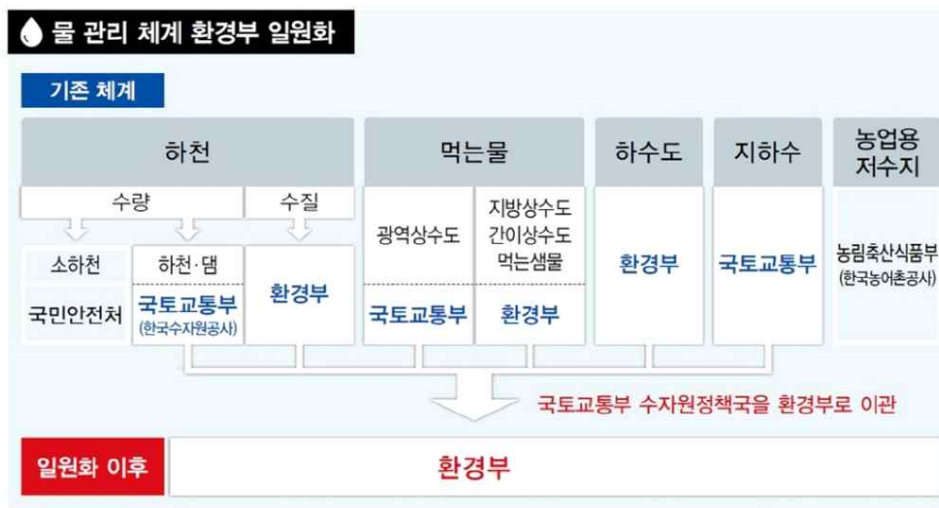 물 관리 체계 환경부 일원화
기존 체계
하천
먹는물
하수도
지하수
농업용
저수지
수량
수질
소하천
하천·댐
국민안전처
국토교통부
(한국수자원공사)
환경부
광역상수도
국토교통부
지방상수도
간이상수도
먹는샘물
환경부
환경부
국토교통부
농림축산식품부
(한국농어촌공사)
국토교통부 수자원정책국을 환경부로 이관
일원화 이후
환경부